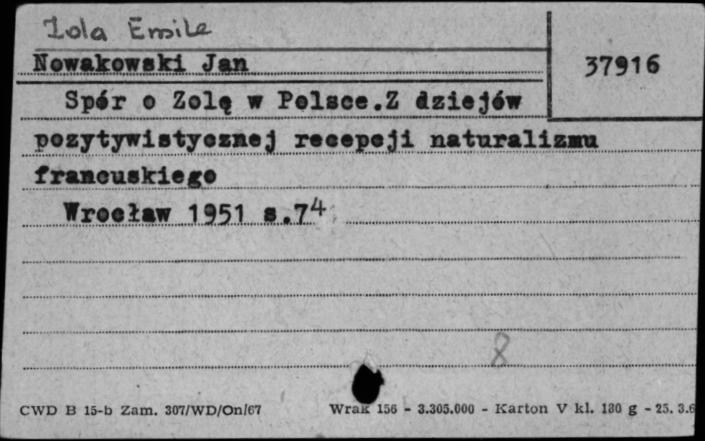 Zola Emile
Nowakowski Jan
37916
Spór o Zolę w Polsce.Z dziejów
pozytywistycznej recepcji naturalizmu
francuskiego
Wrocław 1951 s.74
8
CWD B 15-b Zam. 307/WD/On/67
Wrak 156 - 3.305.000 - Karton V kl. 180 g - 25. 3.6